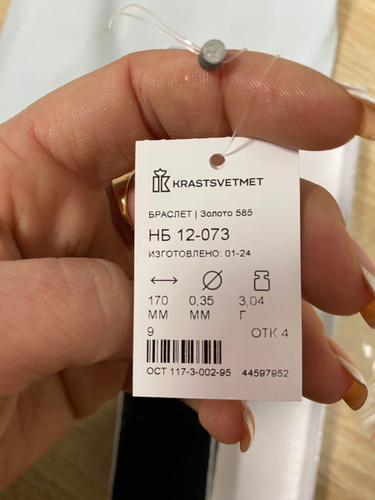 KRASTSVETMET
БРАСЛЕТ | Золото 585
НБ 12-073
ИЗГОТОВЛЕНО: 01-24
170 0,35 3,04
ММ ММ Г
9 ОТК 4
ОСТ 117-3-002-95 44597952